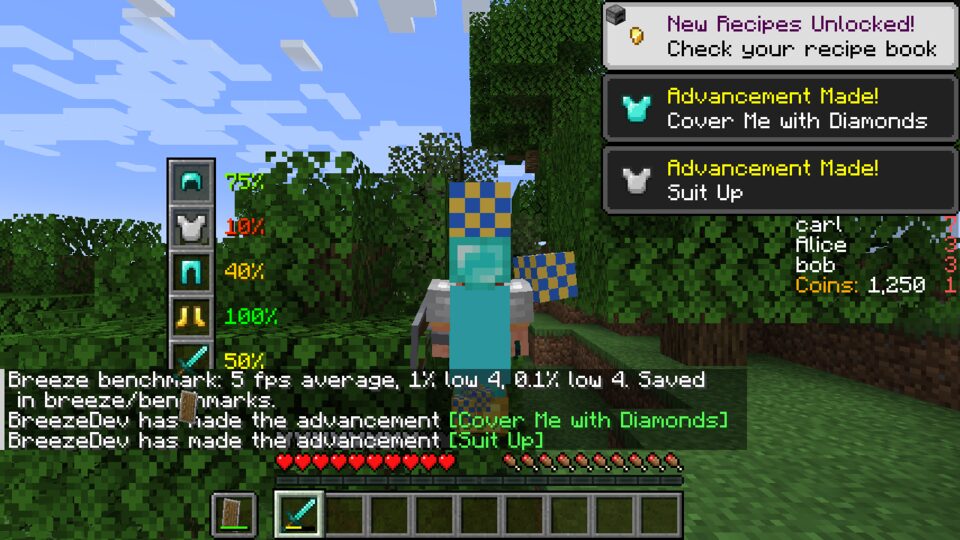 New Recipes Unlocked!
Check your recipe book
Advancement Made!
Cover Me with Diamonds
Advancement Made!
Suit Up
75%
10%
40%
100%
50%
carl 7
Alice 3
bob 3
Coins: 1,250 1
Breeze benchmark: 5 fps average, 1% low 4, 0.1% low 4. Saved
in breeze/benchmarks.
BreezeDev has made the advancement [Cover Me with Diamonds]
BreezeDev has made the advancement [Suit Up]